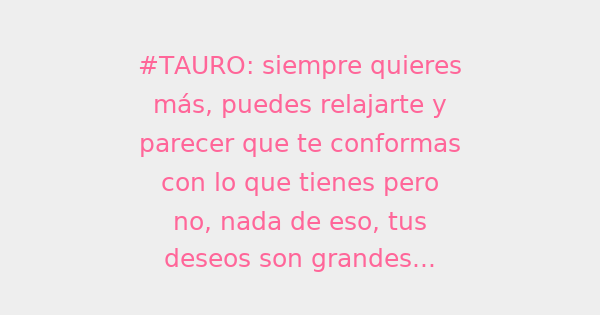 #TAURO: siempre quieres
más, puedes relajarte y
parecer que te conformas
con lo que tienes pero
no, nada de eso, tus
deseos son grandes...